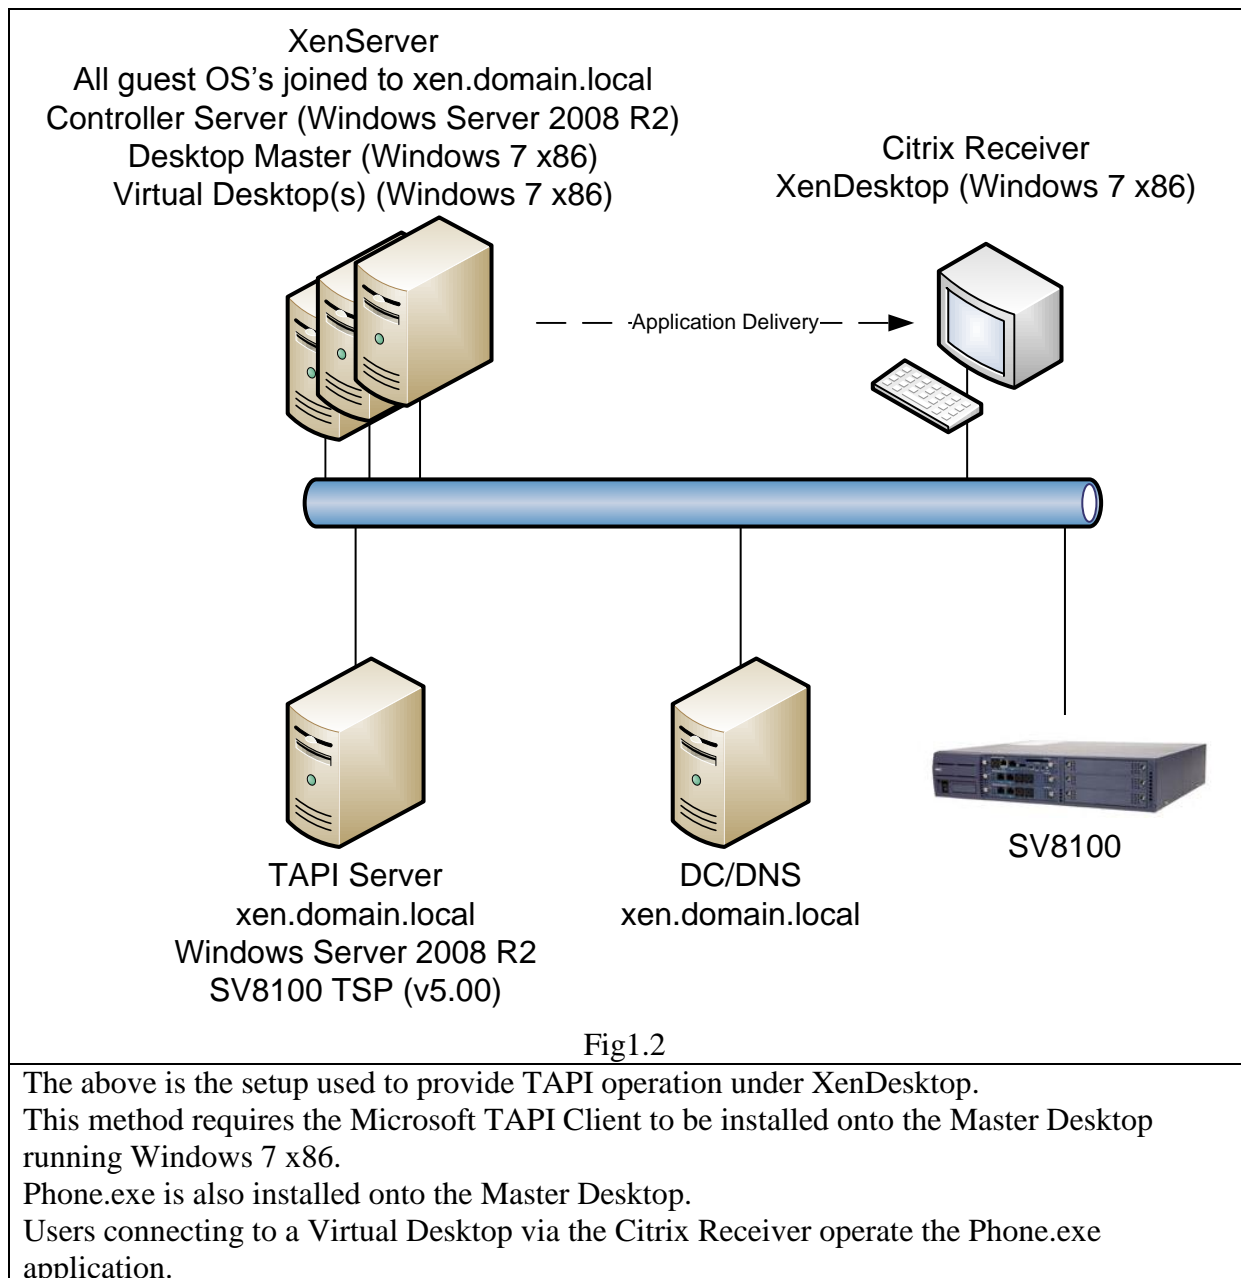 XenServer
All guest OS's joined to xen.domain.local
Controller Server (Windows Server 2008 R2)
Desktop Master (Windows 7 x86)
Virtual Desktop(s) (Windows 7 x86)
Citrix Receiver
XenDesktop (Windows 7 x86)
Application Delivery
TAPI Server
xen.domain.local
Windows Server 2008 R2
SV8100 TSP (v5.00)
DC/DNS
xen.domain.local
SV8100
Fig1.2
The above is the setup used to provide TAPI operation under XenDesktop.
This method requires the Microsoft TAPI Client to be installed onto the Master Desktop
running Windows 7 x86.
Phone.exe is also installed onto the Master Desktop.
Users connecting to a Virtual Desktop via the Citrix Receiver operate the Phone.exe
application.